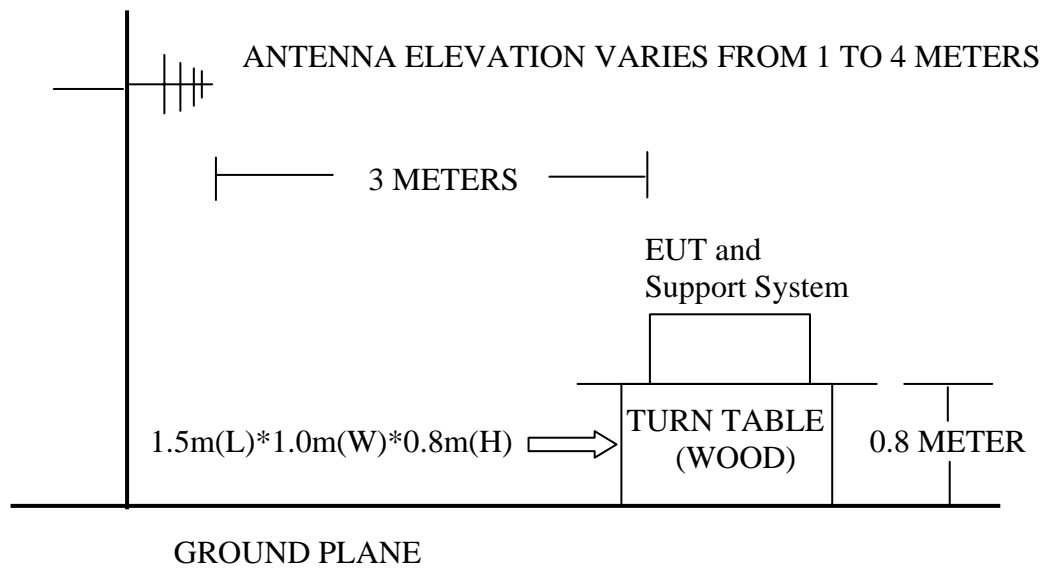 ANTENNA ELEVATION VARIES FROM 1 TO 4 METERS
3 METERS
EUT and
Support System
1.5m(L)*1.0m(W)*0.8m(H)
TURN TABLE
(WOOD)
0.8 METER
GROUND PLANE